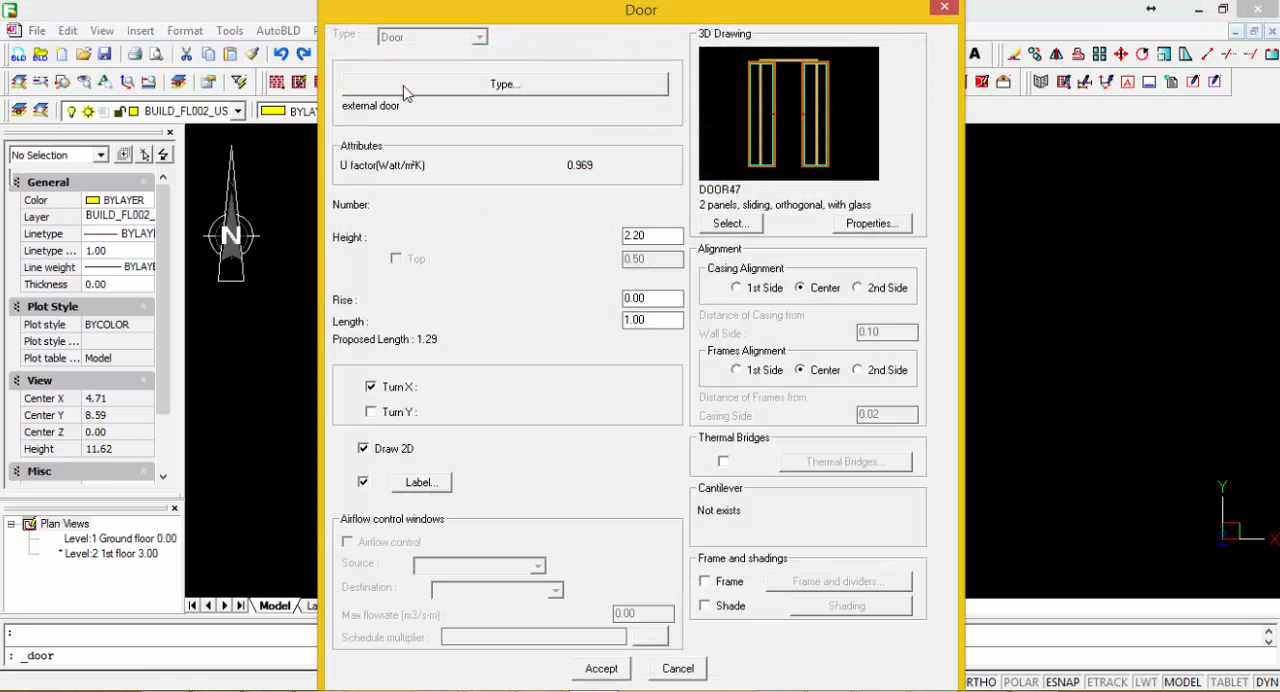 Door
File Edit View Insert Format Tools AutoBLD
BLD BLD
BUILD_FL002_US
No Selection
General
Color BYLAYER
Layer BUILD_FL002_
Linetype BYLAY
Linetype ... 1.00
Line weight BYLAYE
Thickness 0.00
Plot Style
Plot style BYCOLOR
Plot style ...
Plot table ... Model
View
Center X 4.71
Center Y 8.59
Center Z 0.00
Height 11.62
Misc
Plan Views
Level:1 Ground floor 0.00
Level:2 1st floor 3.00
N
Model
:
: _door
Type : Door
Type...
external door
Attributes
U factor(Watt/m²K) 0.969
Number:
Height : 2.20
Top : 0.50
Rise : 0.00
Length : 1.00
Proposed Length : 1.29
Turn X :
Turn Y :
Draw 2D
Label...
Airflow control windows
Airflow control
Source :
Destination :
Max flowrate (m3/s-m) : 0.00
Schedule multiplier : ...
Accept Cancel
3D Drawing
DOOR47
2 panels, sliding, orthogonal, with glass
Select... Properties...
Alignment
Casing Alignment
1st Side Center 2nd Side
Distance of Casing from
Wall Side : 0.10
Frames Alignment
1st Side Center 2nd Side
Distance of Frames from
Casing Side : 0.02
Thermal Bridges
Thermal Bridges...
Cantilever
Not exists
Frame and shadings
Frame Frame and dividers...
Shade Shading...
A
Y
X
ORTHO POLAR ESNAP ETRACK LWT MODEL TABLET DYN